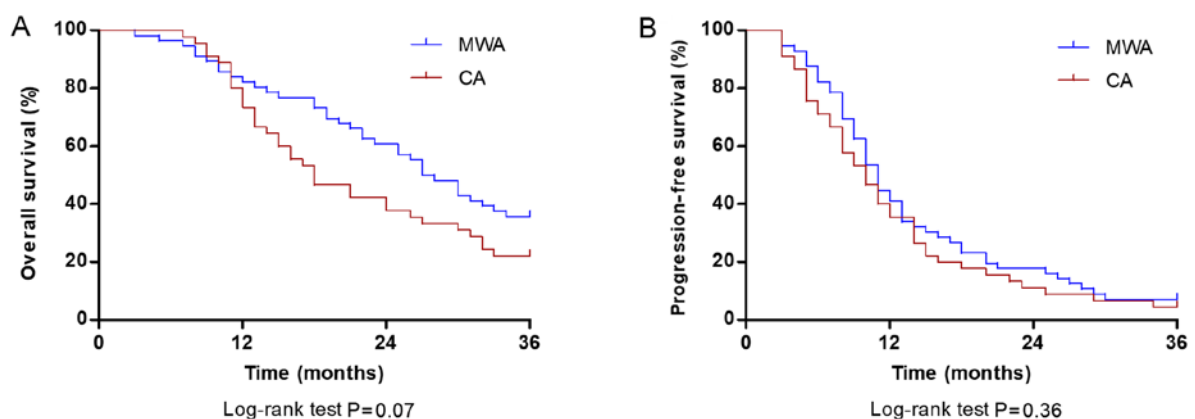 A
Overall survival (%)
100
80
60
40
20
0
MWA
CA
0 12 24 36
Time (months)
Log-rank test P=0.07
B
Progression-free survival (%)
100
80
60
40
20
0
MWA
CA
0 12 24 36
Time (months)
Log-rank test P=0.36